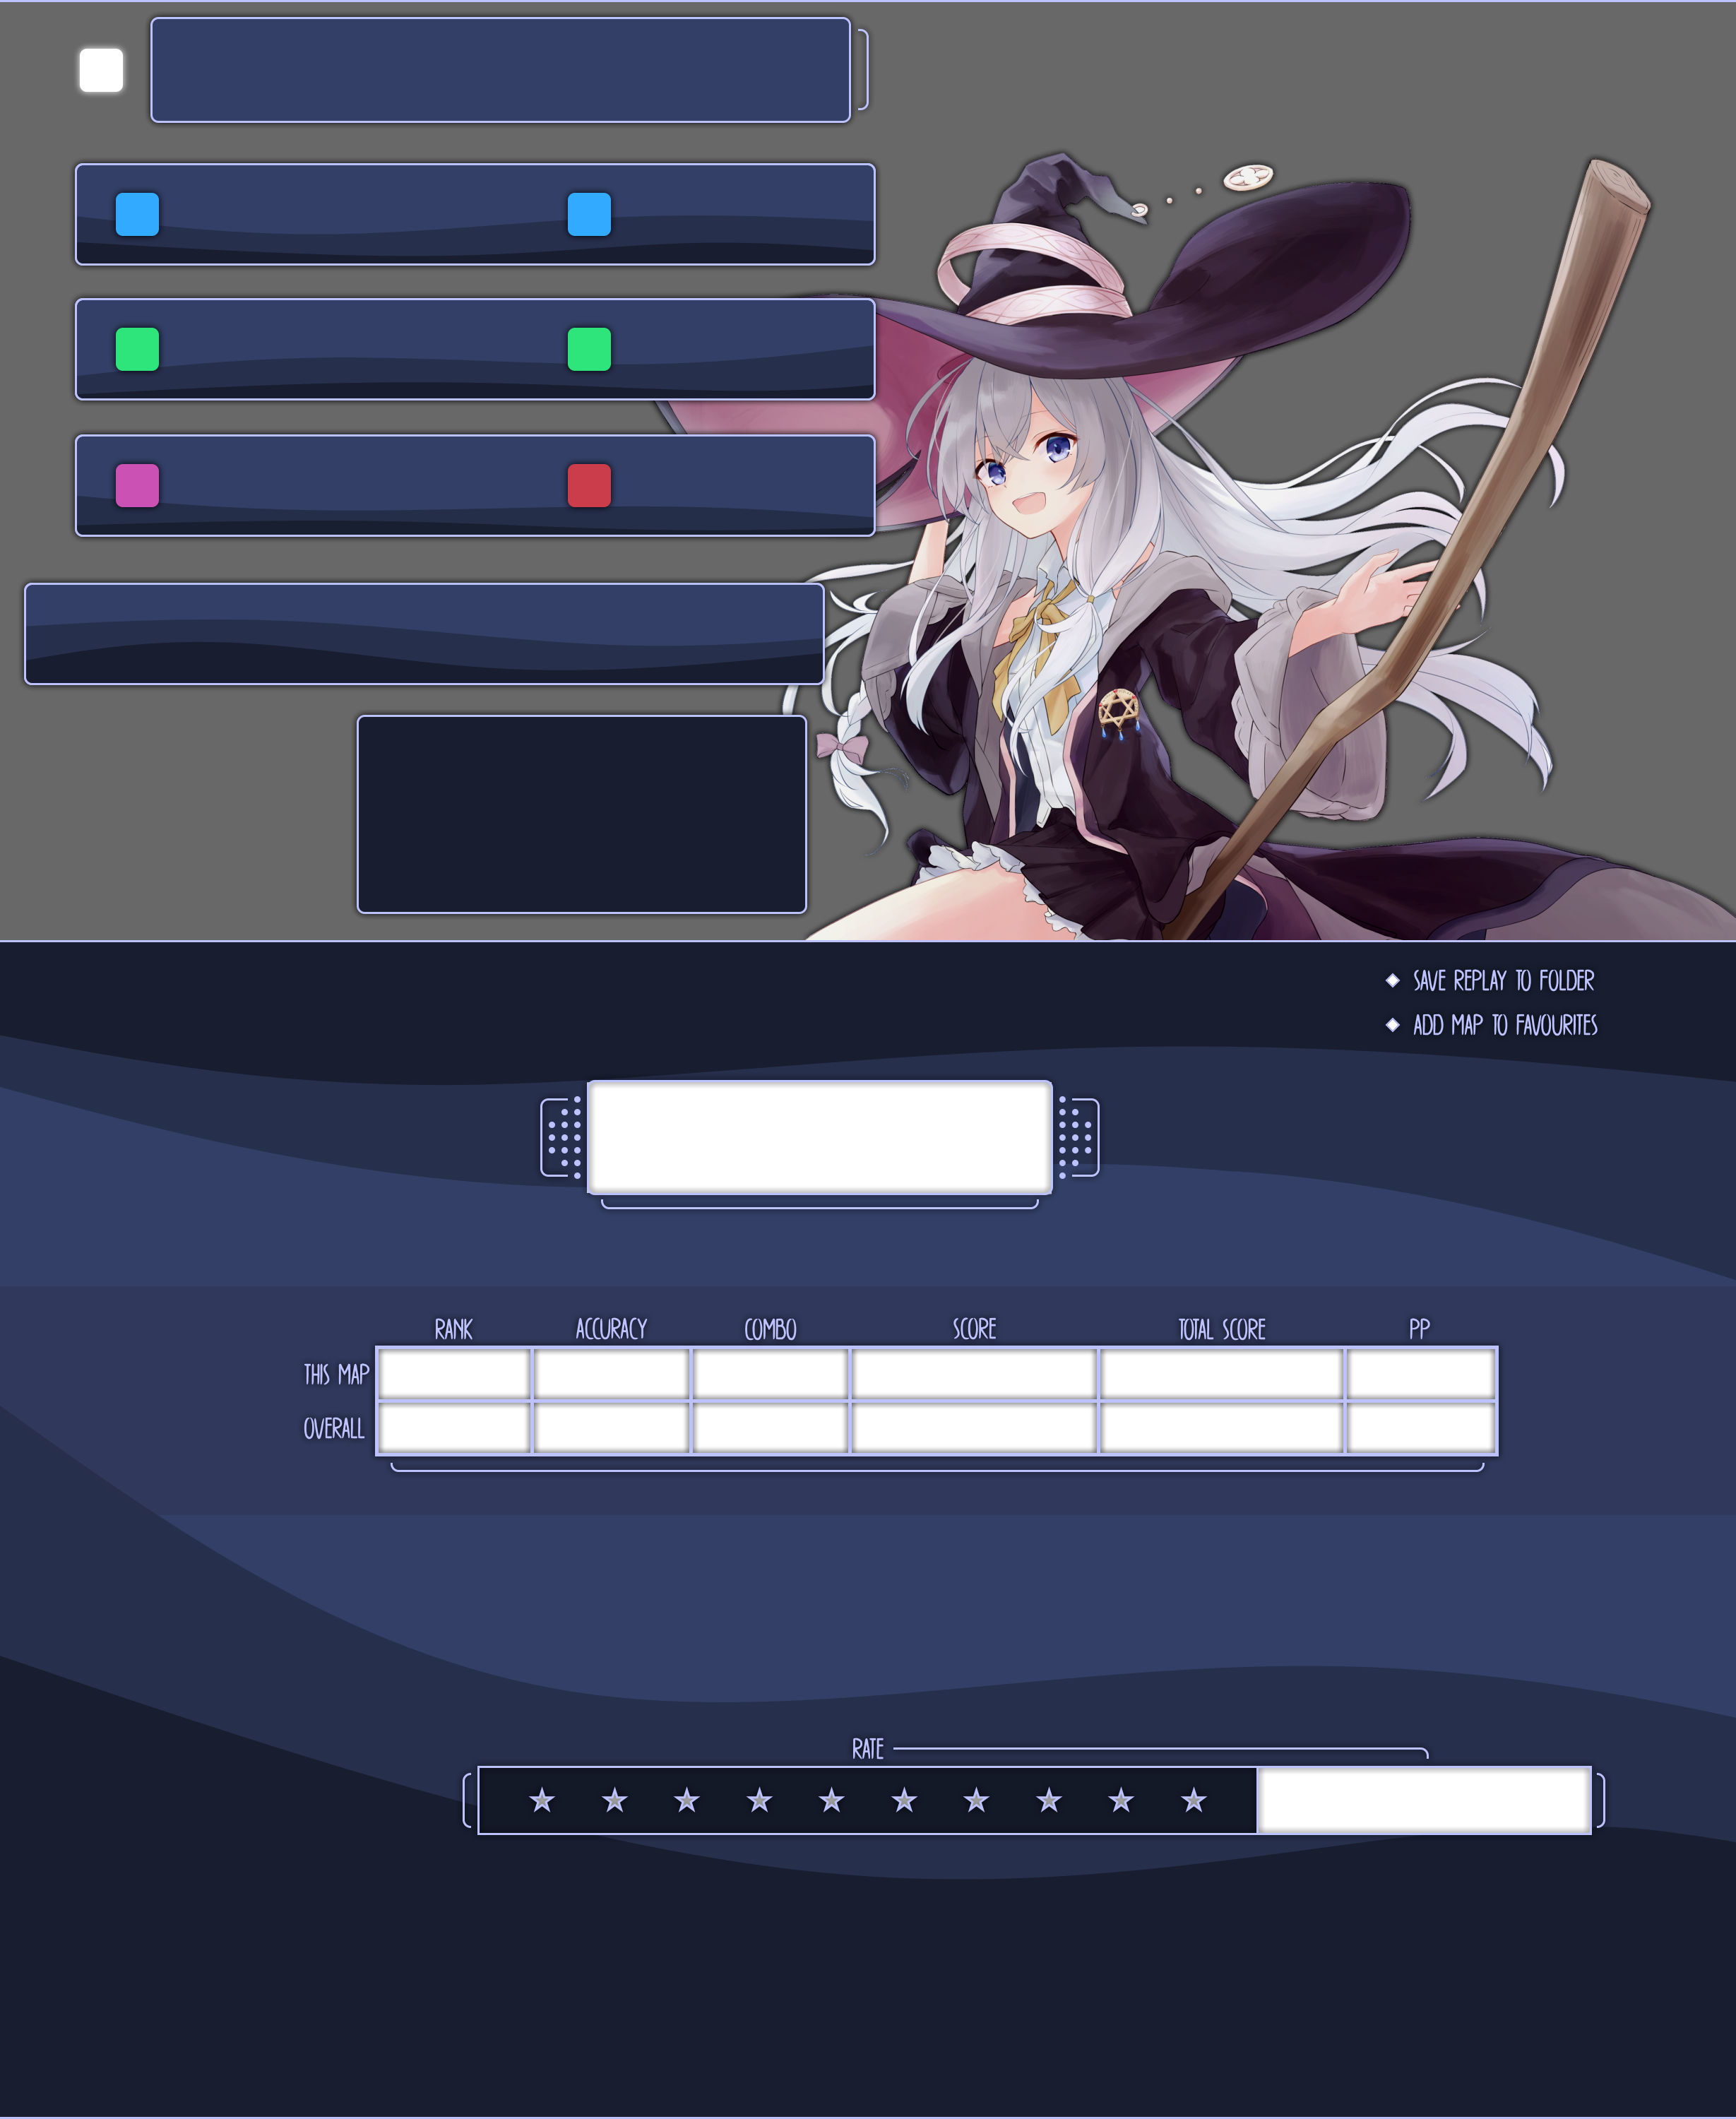 SAVE REPLAY TO FOLDER
ADD MAP TO FAVOURITES
RANK ACCURACY COMBO SCORE TOTAL SCORE PP
THIS MAP
OVERALL
RATE